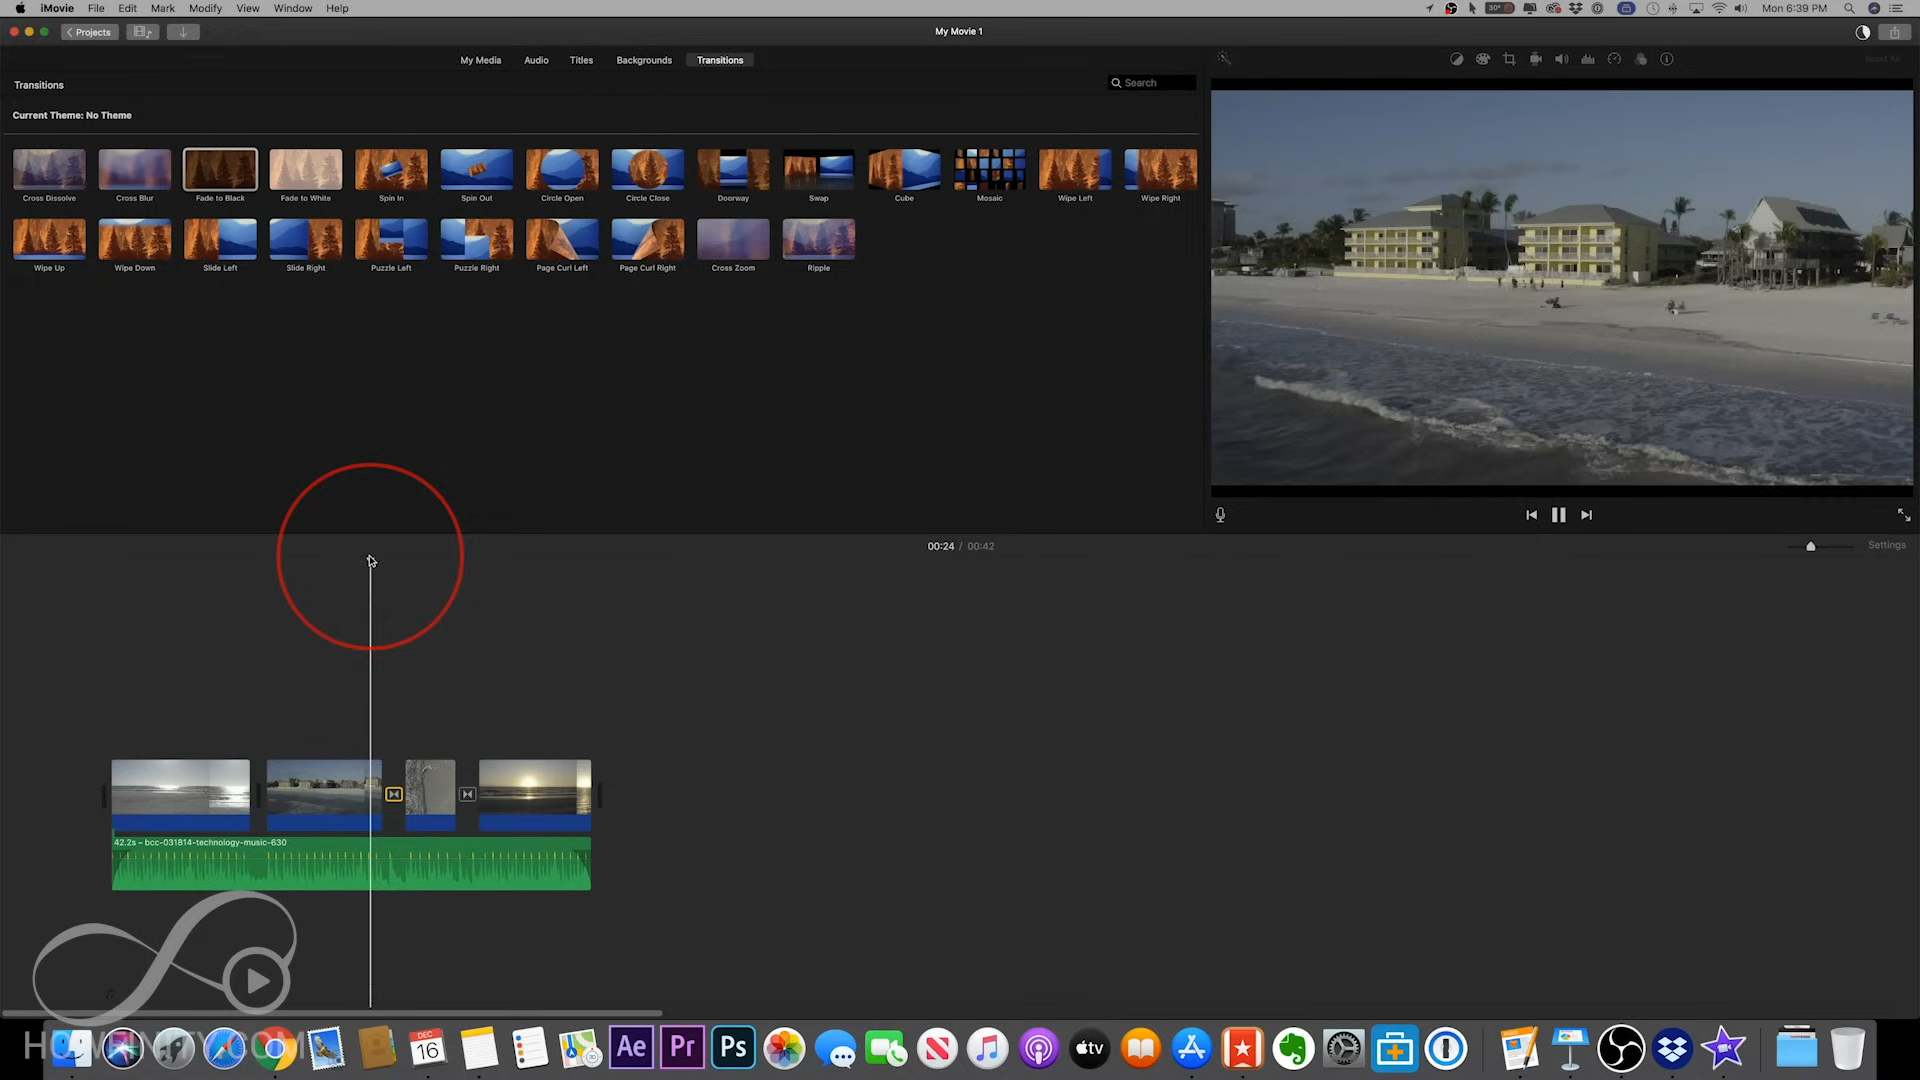 iMovie File Edit Mark Modify View Window Help
30° Mon 6:39 PM
Projects
My Movie 1
My Media Audio Titles Backgrounds Transitions
Transitions
Search
Current Theme: No Theme
Cross Dissolve Cross Blur Fade to Black Fade to White Spin In Spin Out Circle Open Circle Close Doorway Swap Cube Mosaic Wipe Left Wipe Right
Wipe Up Wipe Down Slide Left Slide Right Puzzle Left Puzzle Right Page Curl Left Page Curl Right Cross Zoom Ripple
00:24 / 00:42
Settings
42.2s – bcc-031814-technology-music-630
HOWFINITY.COM
DEC
16
Ae Pr Ps
tv